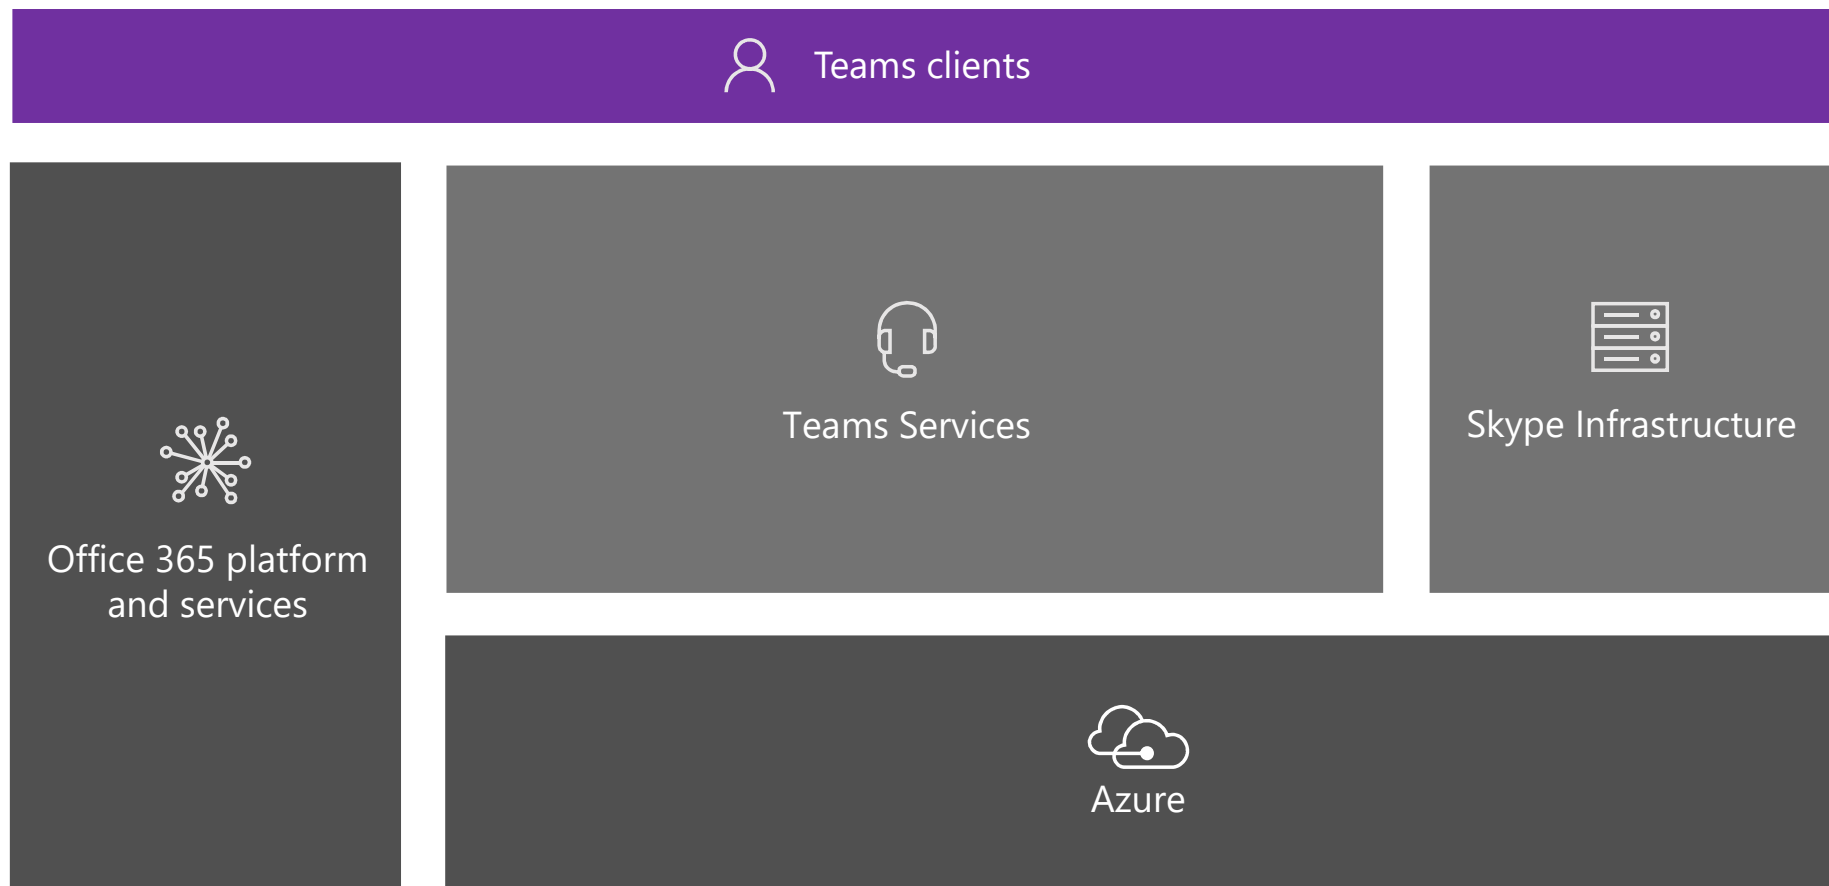 Teams clients
Office 365 platform
and services
Teams Services
Skype Infrastructure
Azure